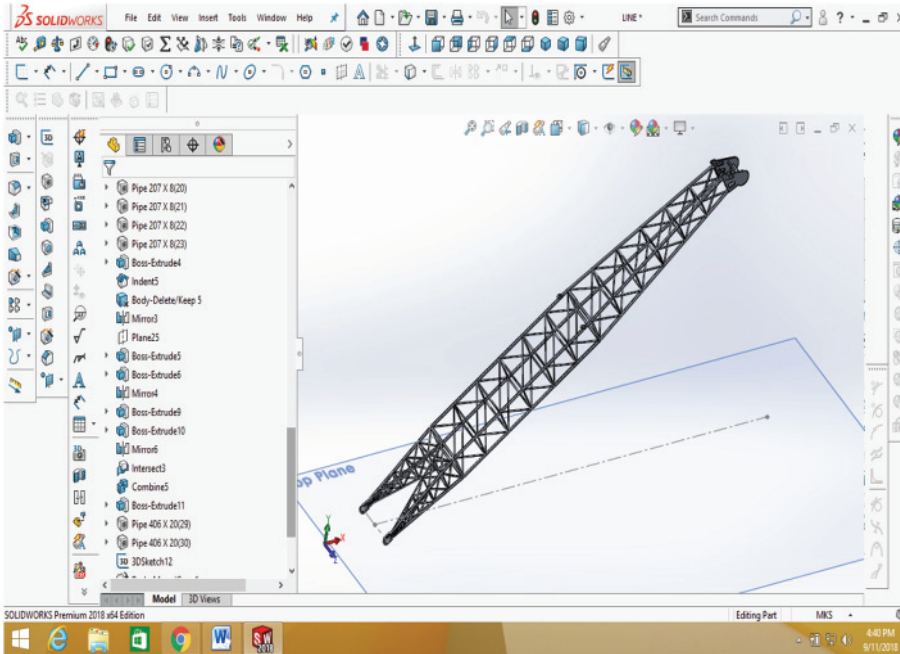 SOLIDWORKS File Edit View Insert Tools Window Help LINE * Search Commands
Pipe 207 X 8(20)
Pipe 207 X 8(21)
Pipe 207 X 8(22)
Pipe 207 X 8(23)
Boss-Extrude4
Indent5
Body-Delete/Keep 5
Mirror3
Plane25
Boss-Extrude5
Boss-Extrude6
Mirror4
Boss-Extrude9
Boss-Extrude10
Mirror6
Intersect3
Combine5
Boss-Extrude11
Pipe 406 X 20(29)
Pipe 406 X 20(30)
3DSketch12
op Plane
Y
X
Z
Model 3D Views
SOLIDWORKS Premium 2018 x64 Edition Editing Part MKS
4:40 PM
9/11/2018